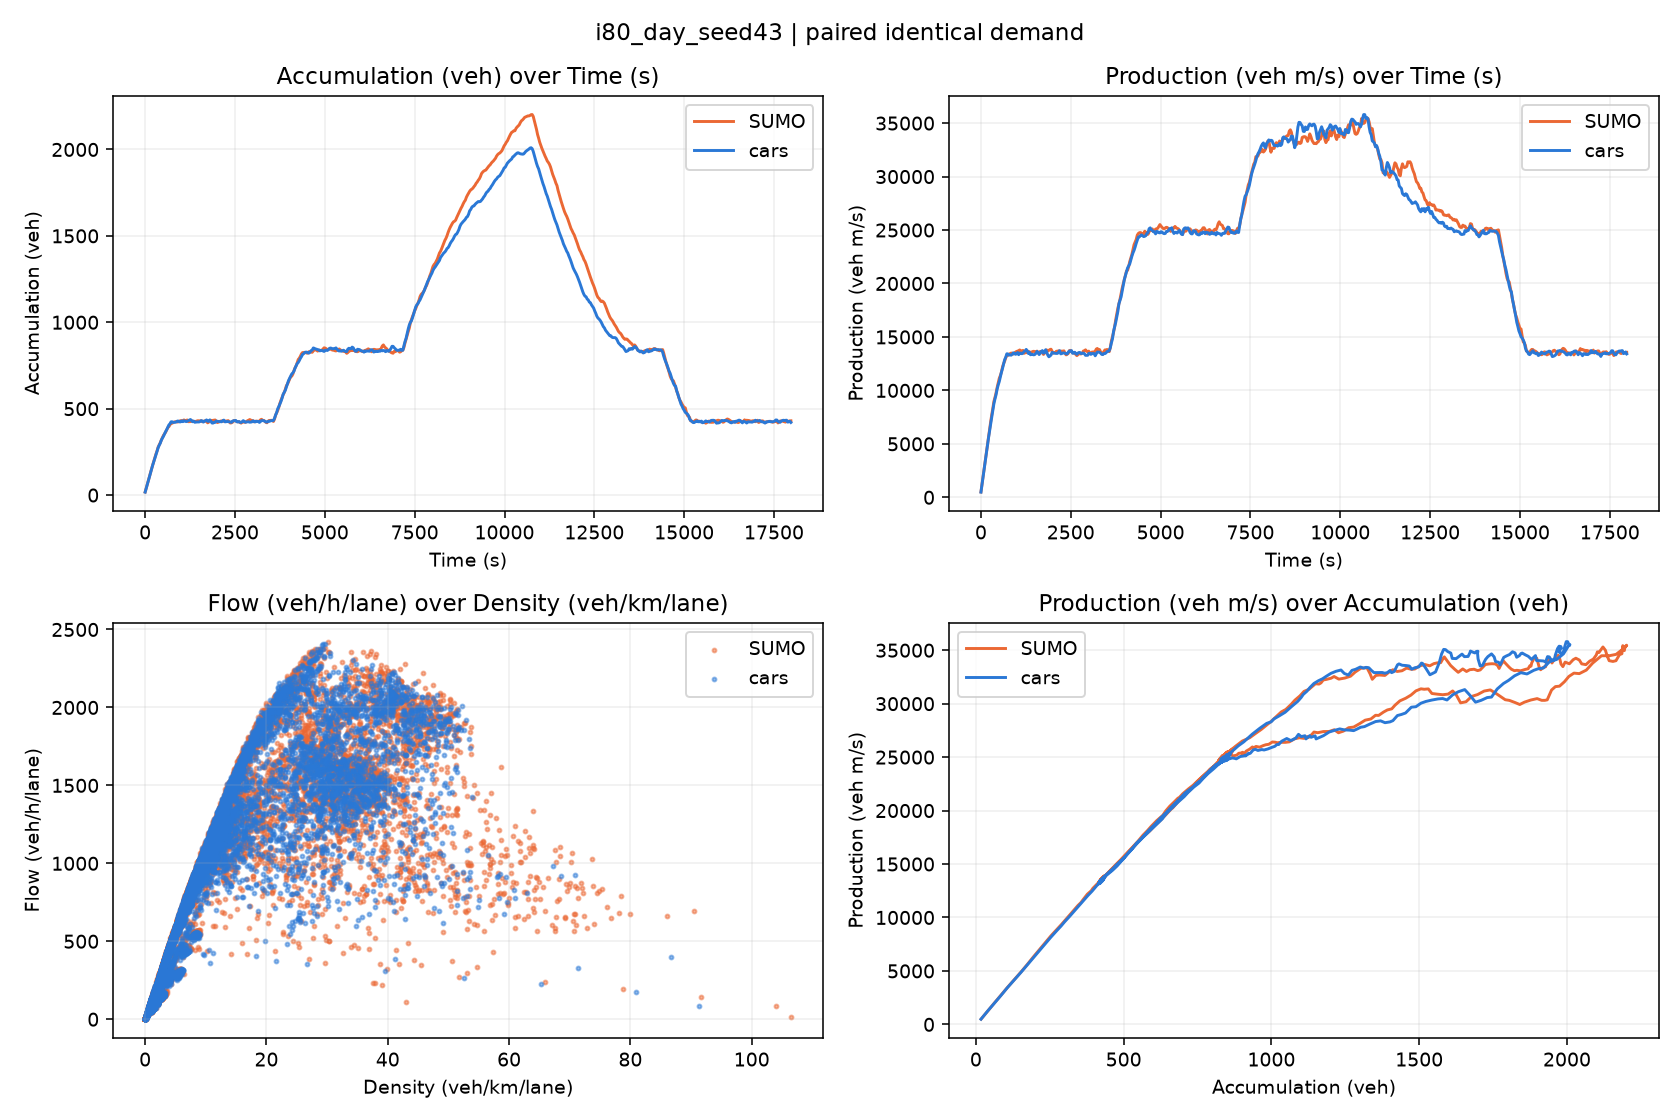 i80_day_seed43 | paired identical demand
Accumulation (veh) over Time (s)
SUMO
cars
2000
1500
1000
500
0
Accumulation (veh)
0 2500 5000 7500 10000 12500 15000 17500
Time (s)
Production (veh m/s) over Time (s)
SUMO
cars
35000
30000
25000
20000
15000
10000
5000
0
Production (veh m/s)
0 2500 5000 7500 10000 12500 15000 17500
Time (s)
Flow (veh/h/lane) over Density (veh/km/lane)
SUMO
cars
2500
2000
1500
1000
500
0
Flow (veh/h/lane)
0 20 40 60 80 100
Density (veh/km/lane)
Production (veh m/s) over Accumulation (veh)
SUMO
cars
35000
30000
25000
20000
15000
10000
5000
0
Production (veh m/s)
0 500 1000 1500 2000
Accumulation (veh)